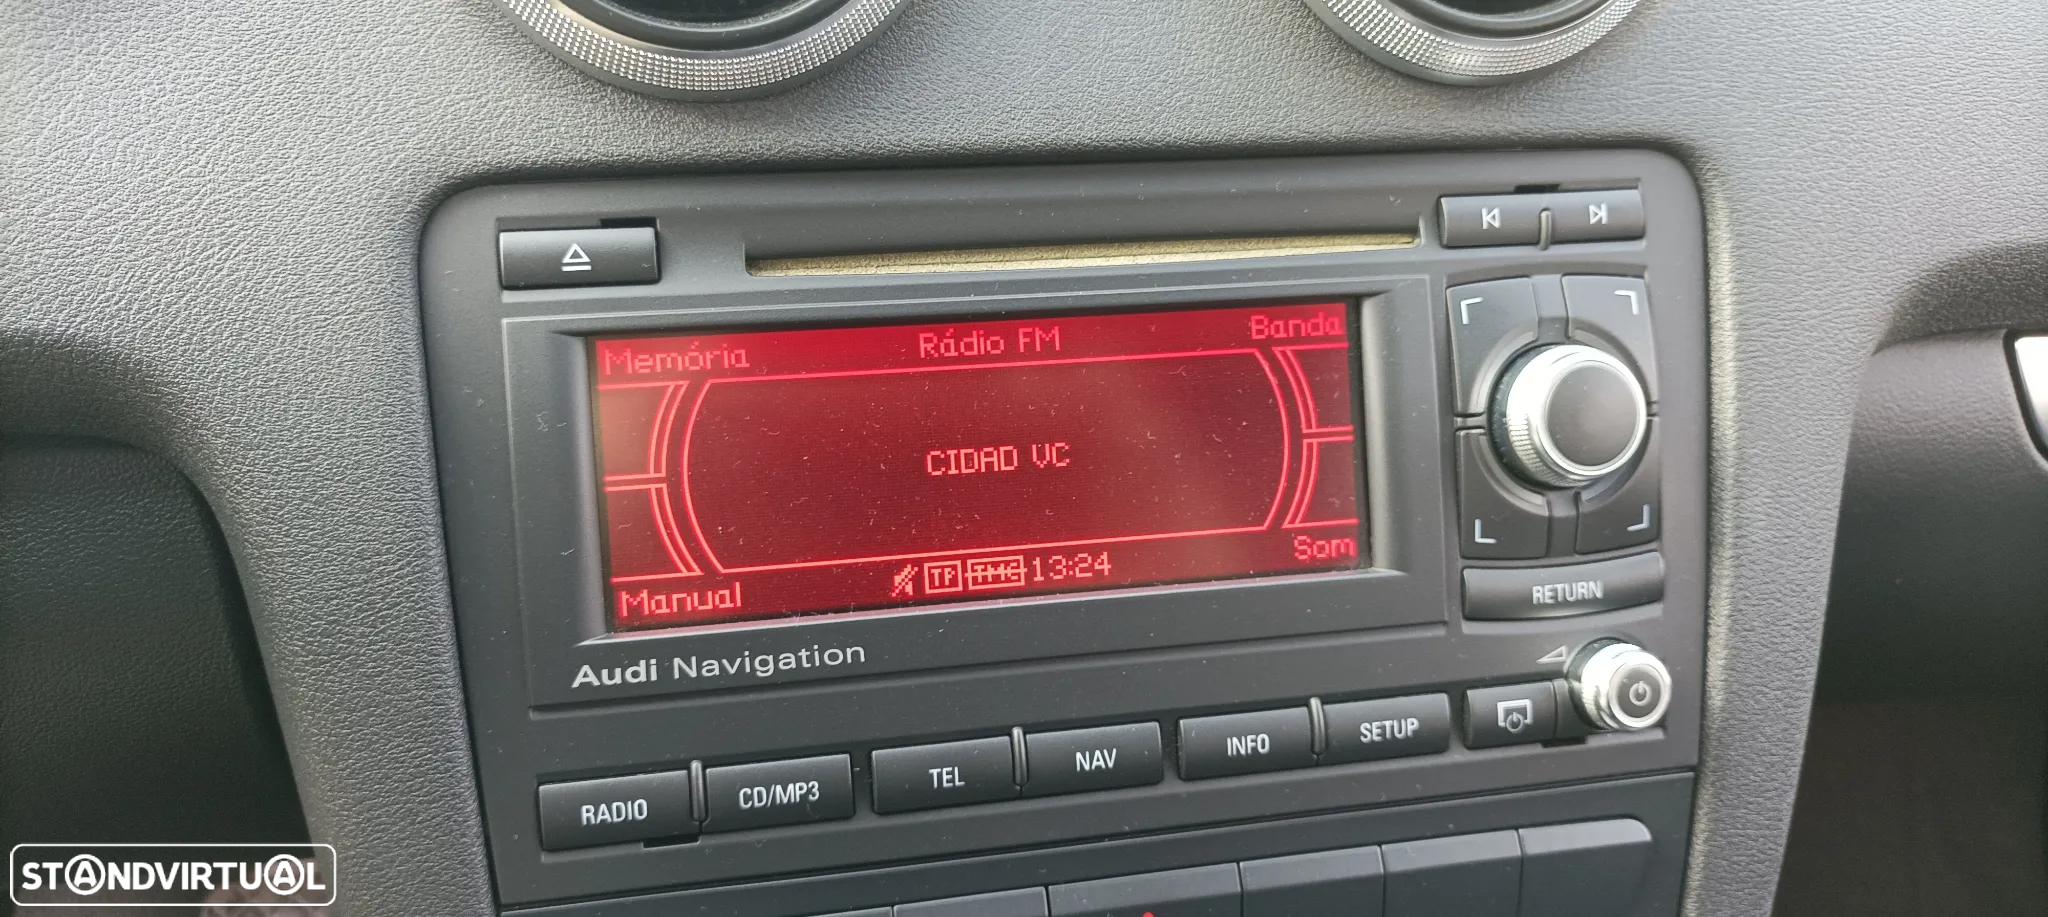 Memória Rádio FM Banda
CIDAD VC
Manual TP TMC 13:24 Som
Audi Navigation
RETURN
RADIO CD/MP3 TEL NAV INFO SETUP
STANDVIRTUAL